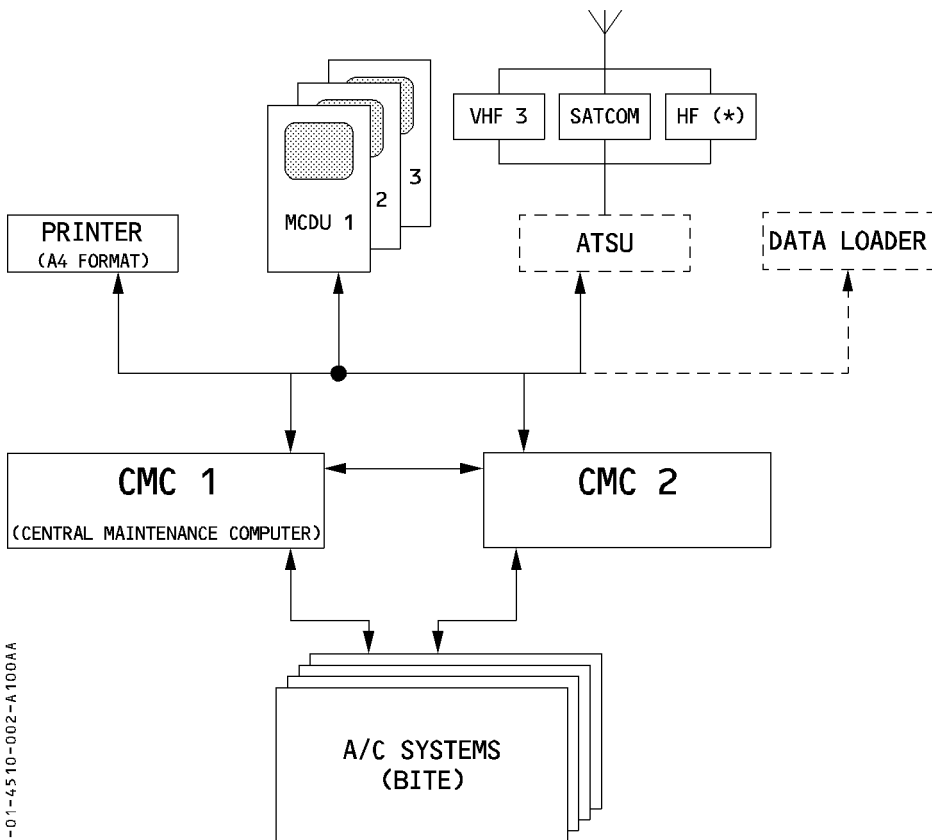 VHF 3
SATCOM
HF (*)
MCDU 1
2
3
PRINTER
(A4 FORMAT)
ATSU
DATA LOADER
CMC 1
(CENTRAL MAINTENANCE COMPUTER)
CMC 2
A/C SYSTEMS
(BITE)
-01-4510-002-A100AA